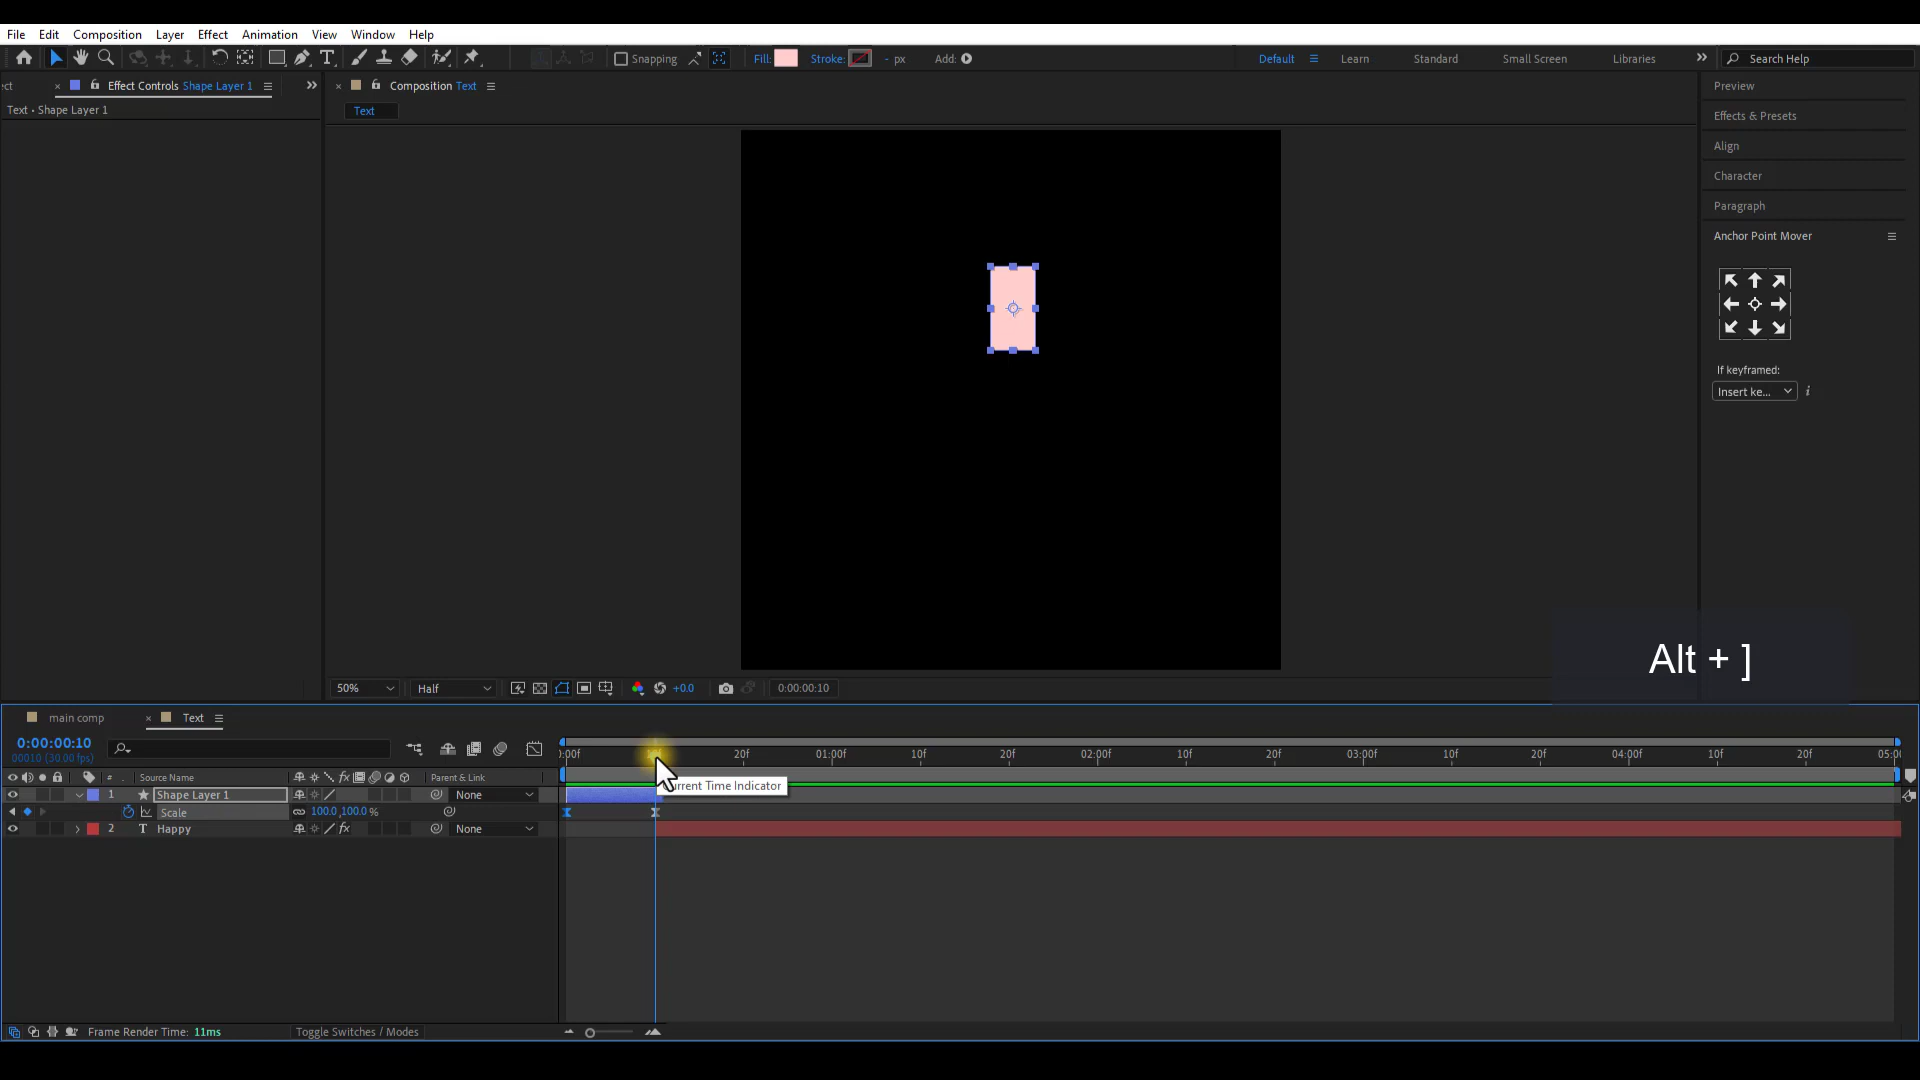 File Edit Composition Layer Effect Animation View Window Help
Snapping Fill: Stroke: - px Add: Default Learn Standard Small Screen Libraries Search Help
ect Effect Controls Shape Layer 1
Composition Text
Text • Shape Layer 1
Text
Preview
Effects & Presets
Align
Character
Paragraph
Anchor Point Mover
If keyframed:
Insert ke... i
Alt + ]
50% Half +0.0 0:00:00:10
main comp Text
0:00:00:10
00010 (30.00 fps)
0:00f 20f 01:00f 10f 20f 02:00f 10f 20f 03:00f 10f 20f 04:00f 10f 20f 05:00
# . Source Name Parent & Link
1 Shape Layer 1 None
urrent Time Indicator
Scale 100.0,100.0 %
2 T Happy None
Frame Render Time: 11ms Toggle Switches / Modes